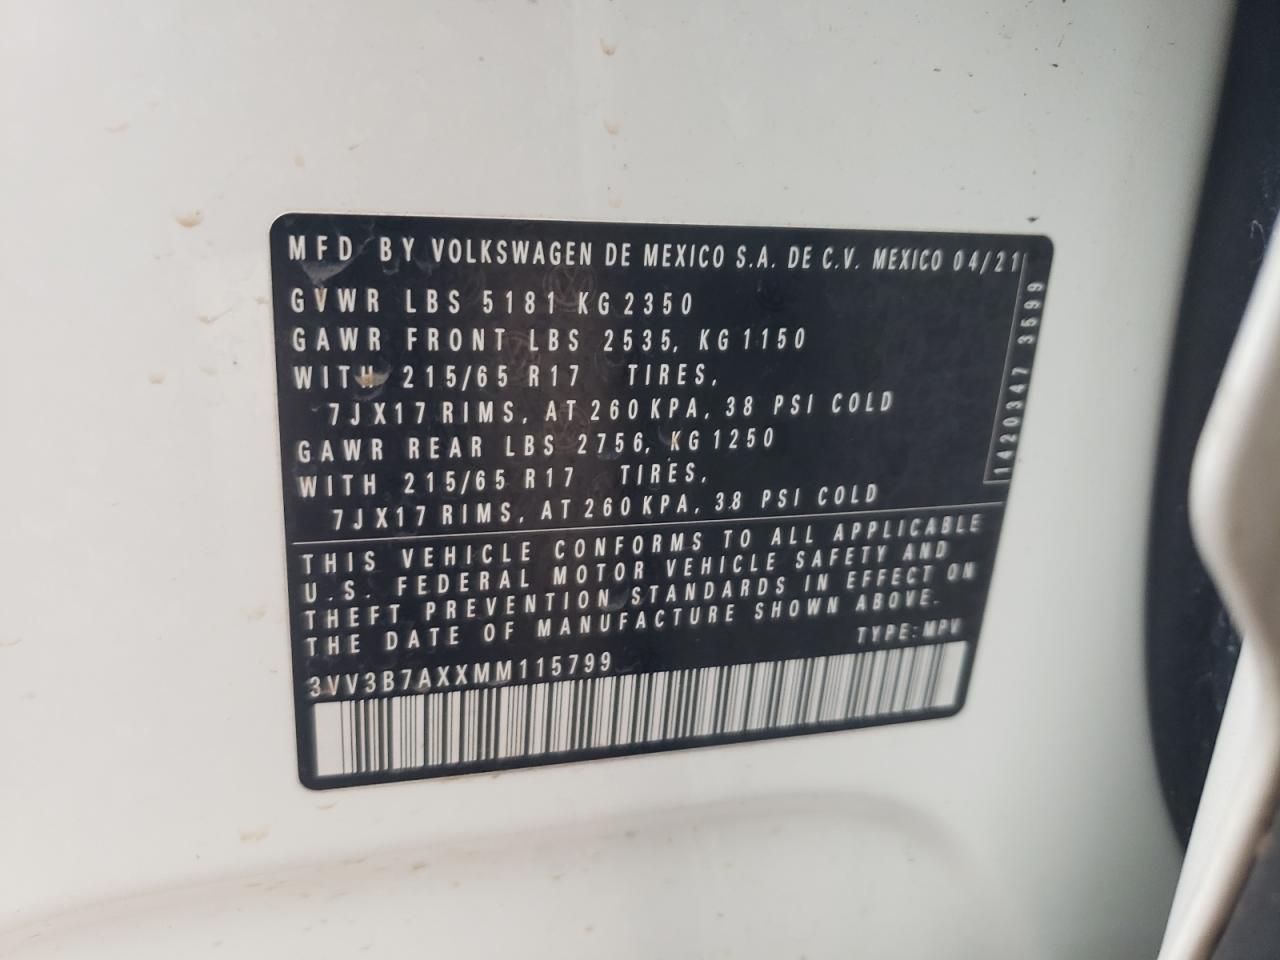 MFD BY VOLKSWAGEN DE MEXICO S.A. DE C.V. MEXICO 04/21
GVWR LBS 5181 KG 2350
GAWR FRONT LBS 2535, KG 1150
WITH 215/65 R17 TIRES,
7JX17 RIMS, AT 260 KPA, 38 PSI COLD
GAWR REAR LBS 2756, KG 1250
WITH 215/65 R17 TIRES,
7JX17 RIMS, AT 260 KPA, 38 PSI COLD
1420347 3599
THIS VEHICLE CONFORMS TO ALL APPLICABLE
U.S. FEDERAL MOTOR VEHICLE SAFETY AND
THEFT PREVENTION STANDARDS IN EFFECT ON
THE DATE OF MANUFACTURE SHOWN ABOVE.
TYPE: MPV
3VV3B7AXXMM115799